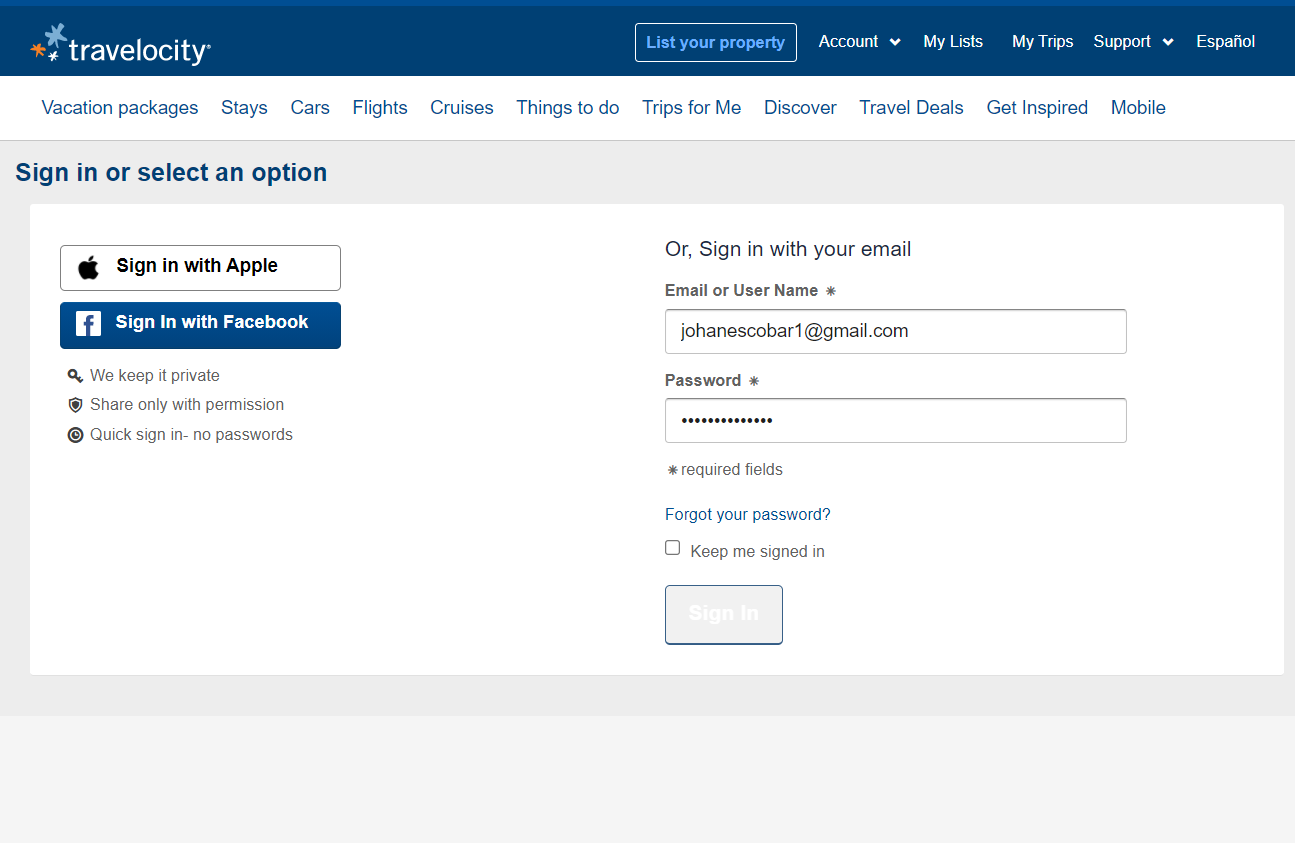 travelocity
List your property Account My Lists My Trips Support Español
Vacation packages Stays Cars Flights Cruises Things to do Trips for Me Discover Travel Deals Get Inspired Mobile
Sign in or select an option
Sign in with Apple
Sign In with Facebook
We keep it private
Share only with permission
Quick sign in- no passwords
Or, Sign in with your email
Email or User Name *
johanescobar1@gmail.com
Password *
••••••••••••••
* required fields
Forgot your password?
Keep me signed in
Sign In